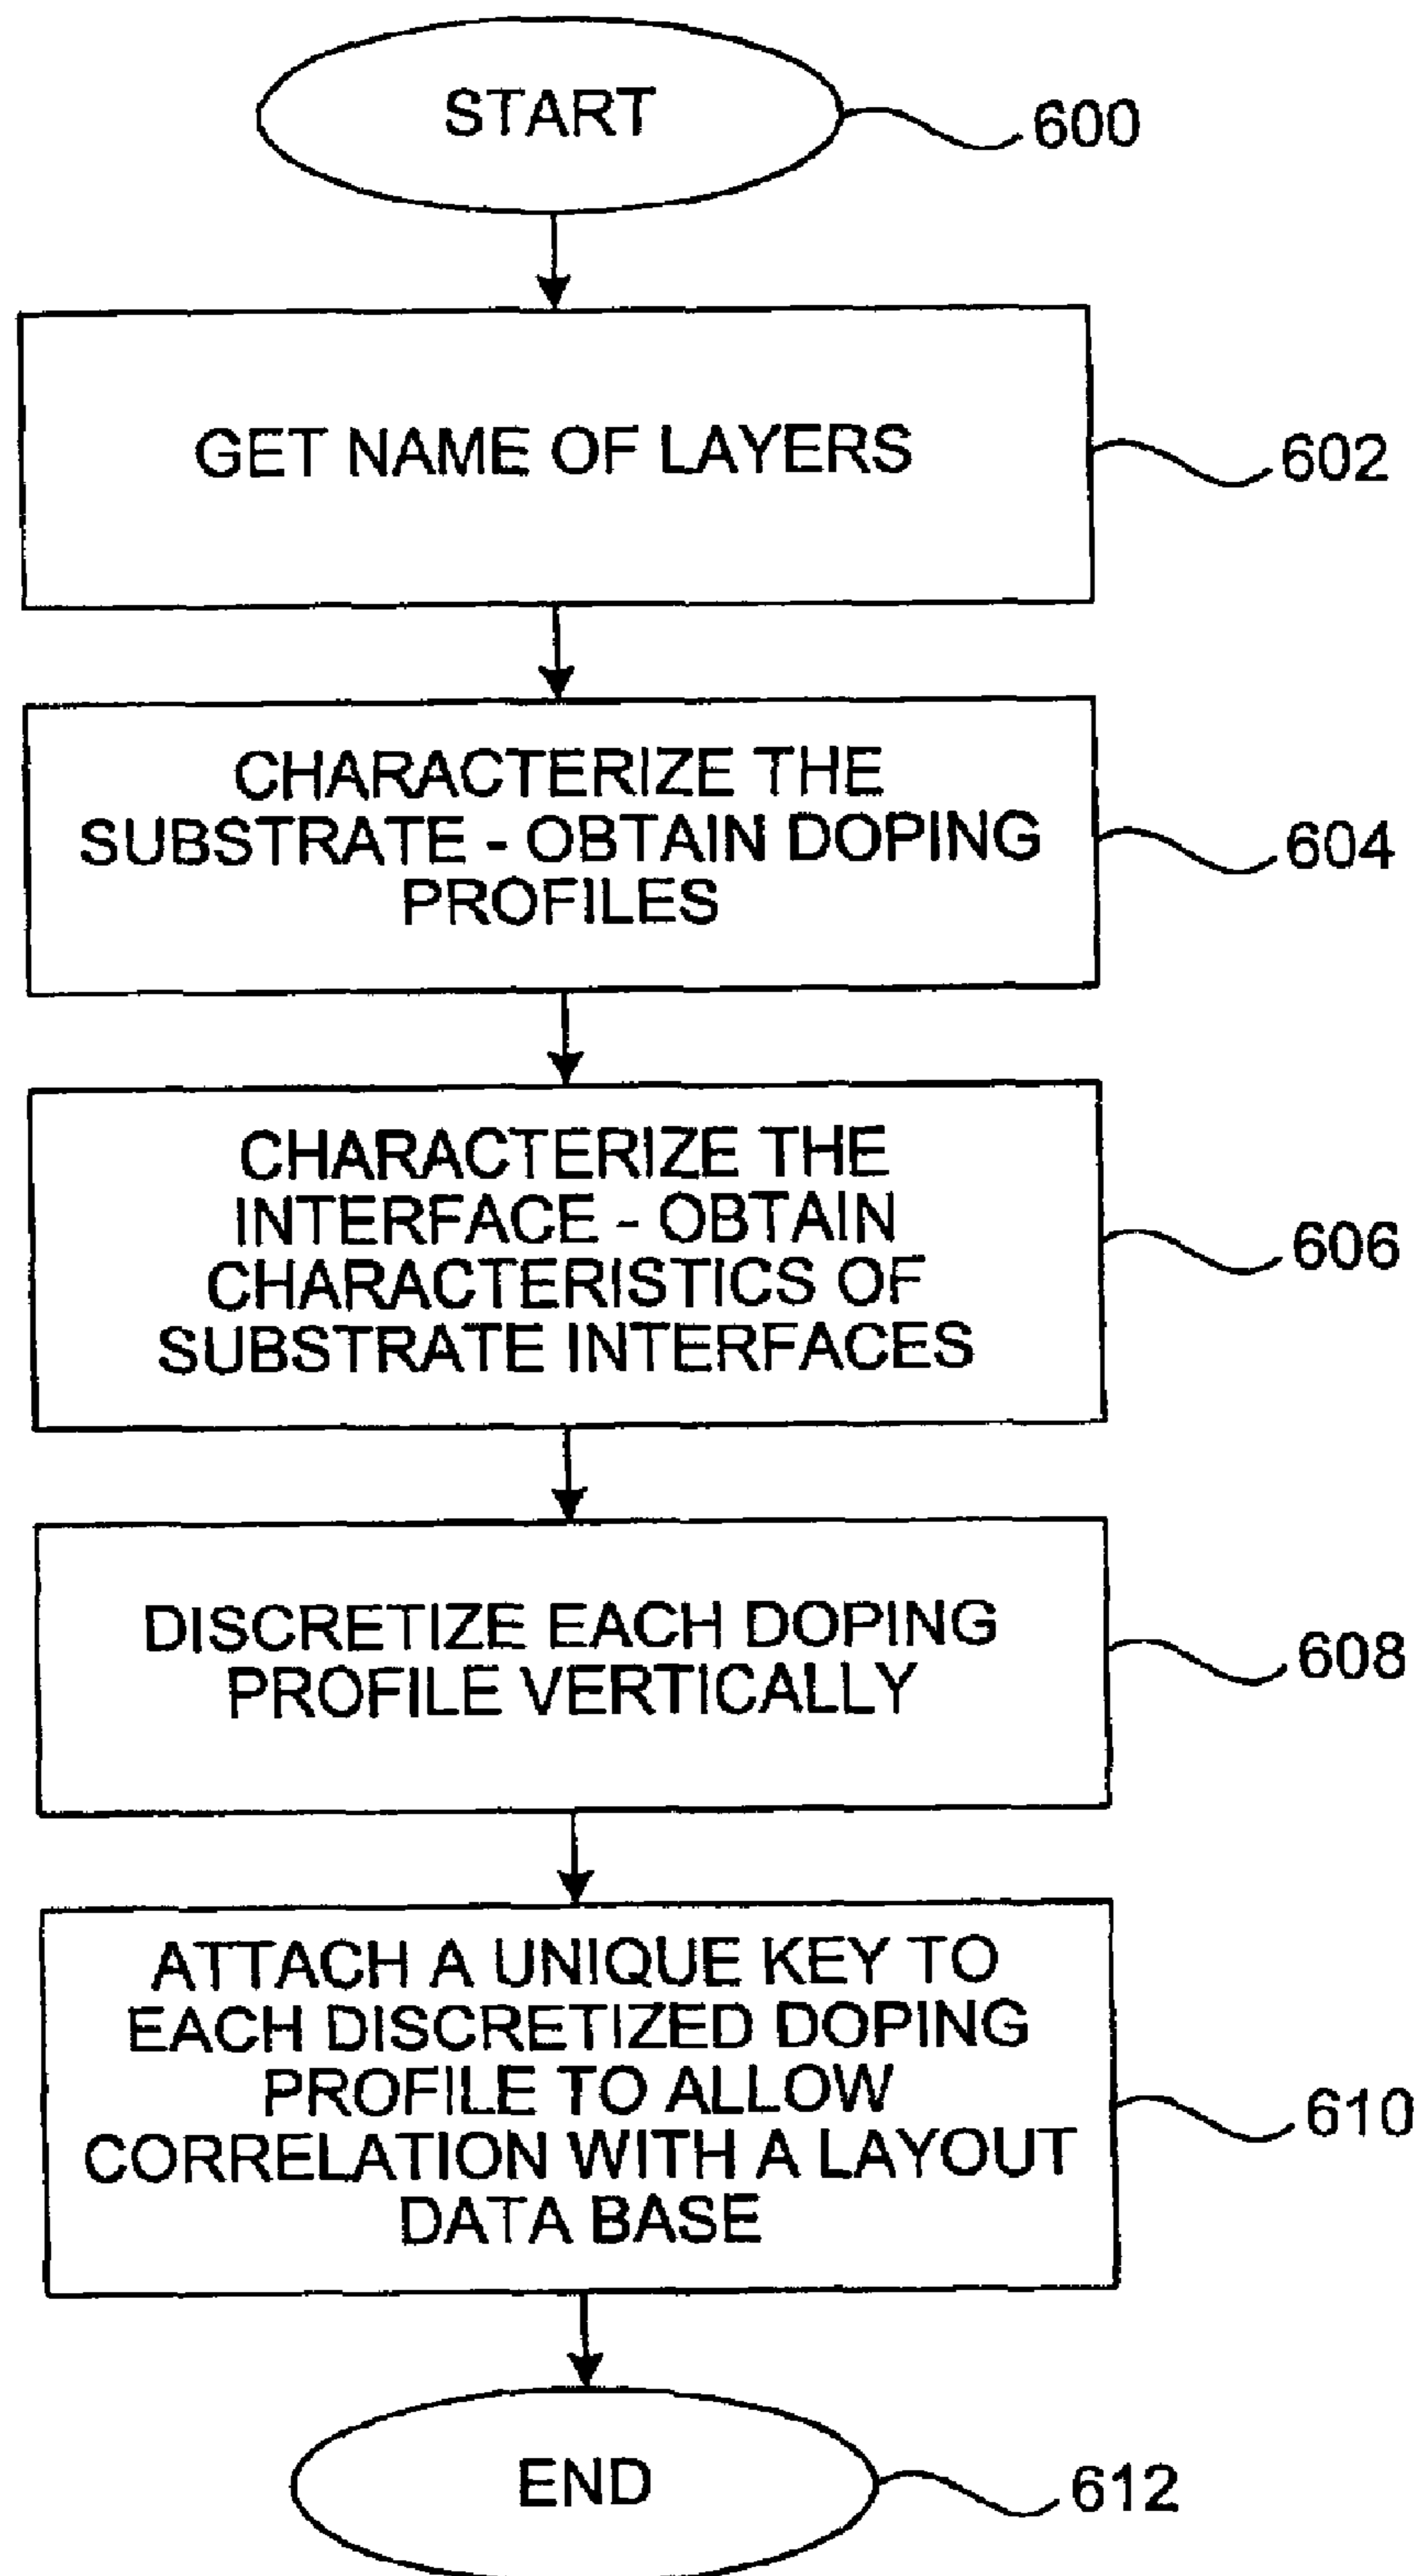 START
600
GET NAME OF LAYERS
602
CHARACTERIZE THE
SUBSTRATE - OBTAIN DOPING
PROFILES
604
CHARACTERIZE THE
INTERFACE - OBTAIN
CHARACTERISTICS OF
SUBSTRATE INTERFACES
606
DISCRETIZE EACH DOPING
PROFILE VERTICALLY
608
ATTACH A UNIQUE KEY TO
EACH DISCRETIZED DOPING
PROFILE TO ALLOW
CORRELATION WITH A LAYOUT
DATA BASE
610
END
612